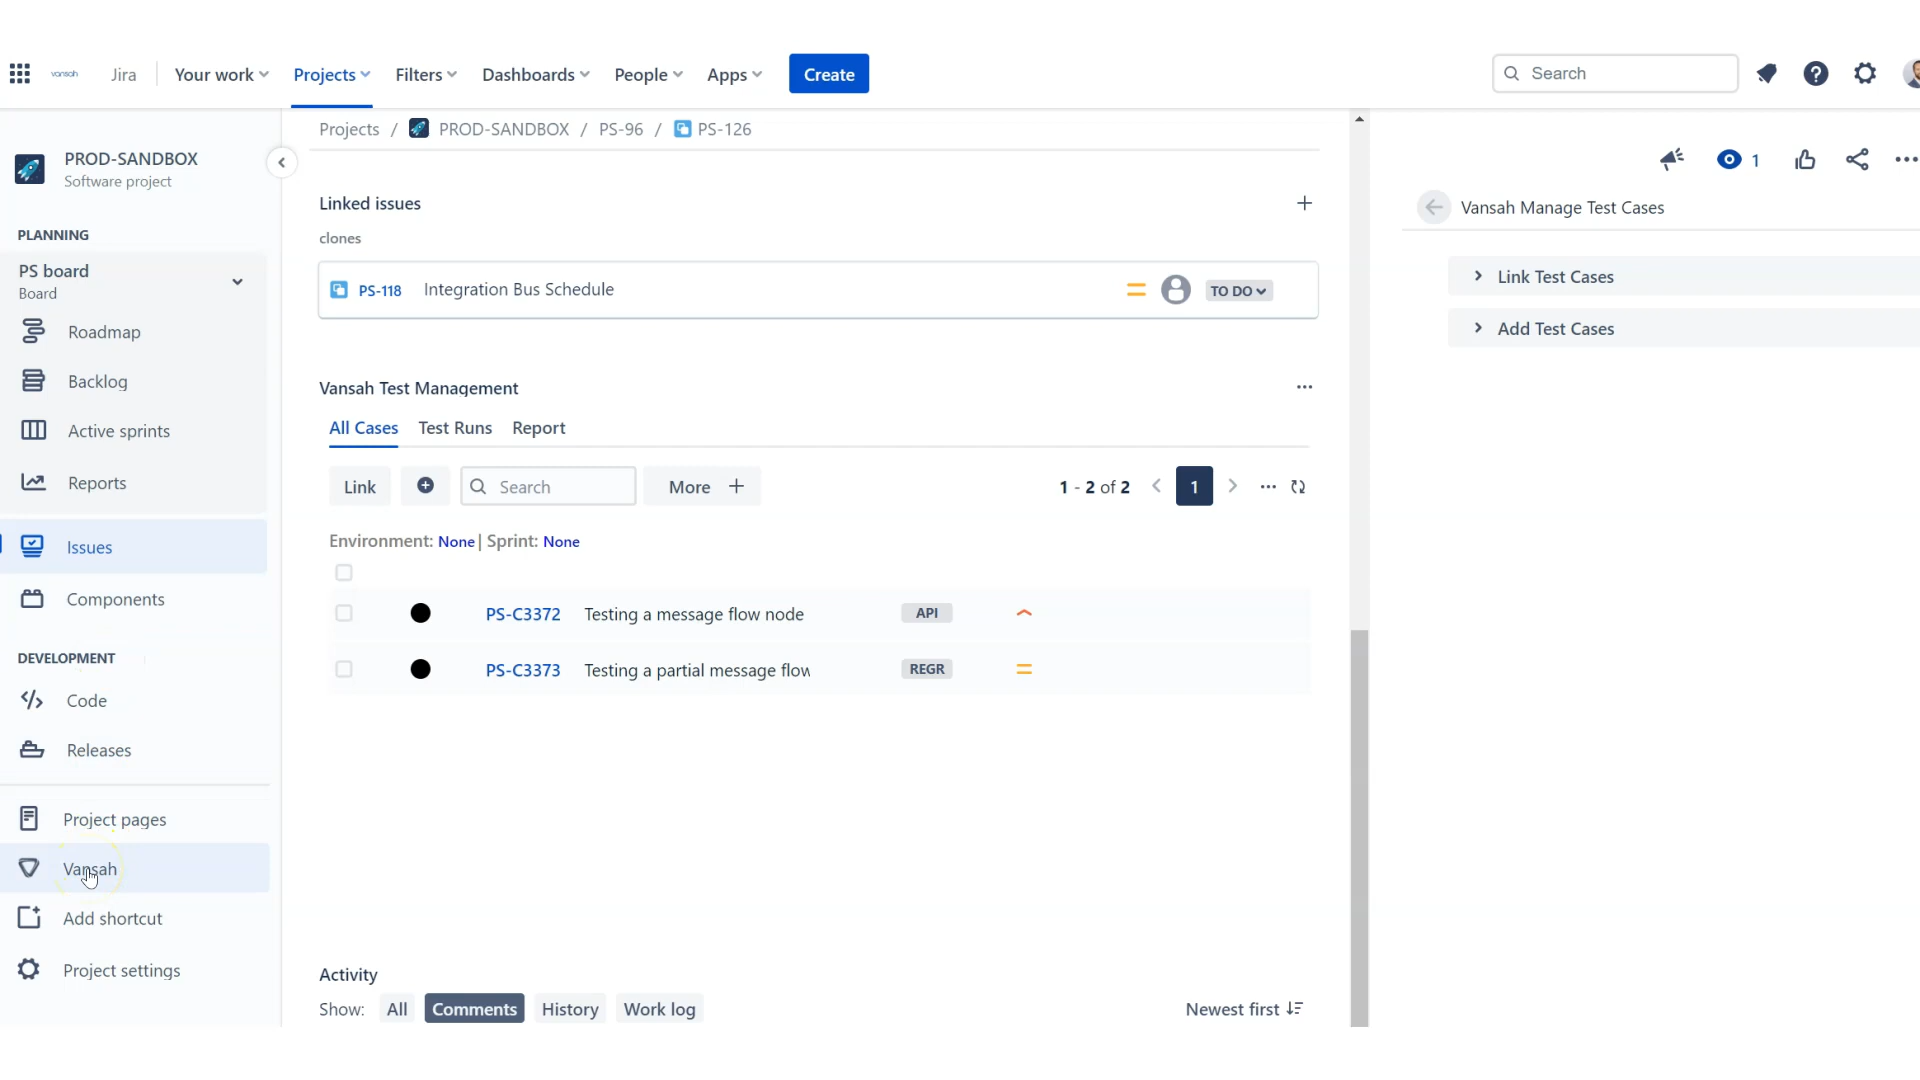 vansah Jira Your work Projects Filters Dashboards People Apps Create Search
PROD-SANDBOX
Software project
PLANNING
PS board
Board
Roadmap
Backlog
Active sprints
Reports
Issues
Components
DEVELOPMENT
Code
Releases
Project pages
Vansah
Add shortcut
Project settings
Projects / PROD-SANDBOX / PS-96 / PS-126
Linked issues
clones
PS-118 Integration Bus Schedule TO DO
Vansah Test Management
All Cases Test Runs Report
Link Search More 1 - 2 of 2 1
Environment: None | Sprint: None
PS-C3372 Testing a message flow node API
PS-C3373 Testing a partial message flow REGR
Activity
Show: All Comments History Work log Newest first
1
Vansah Manage Test Cases
Link Test Cases
Add Test Cases